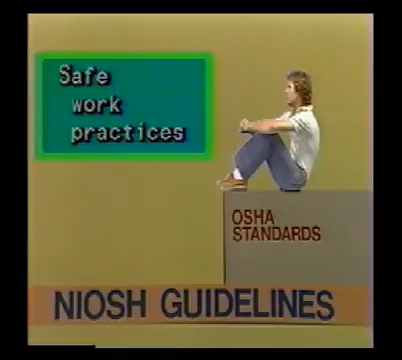 Safe
work
practices
OSHA
STANDARDS
NIOSH GUIDELINES